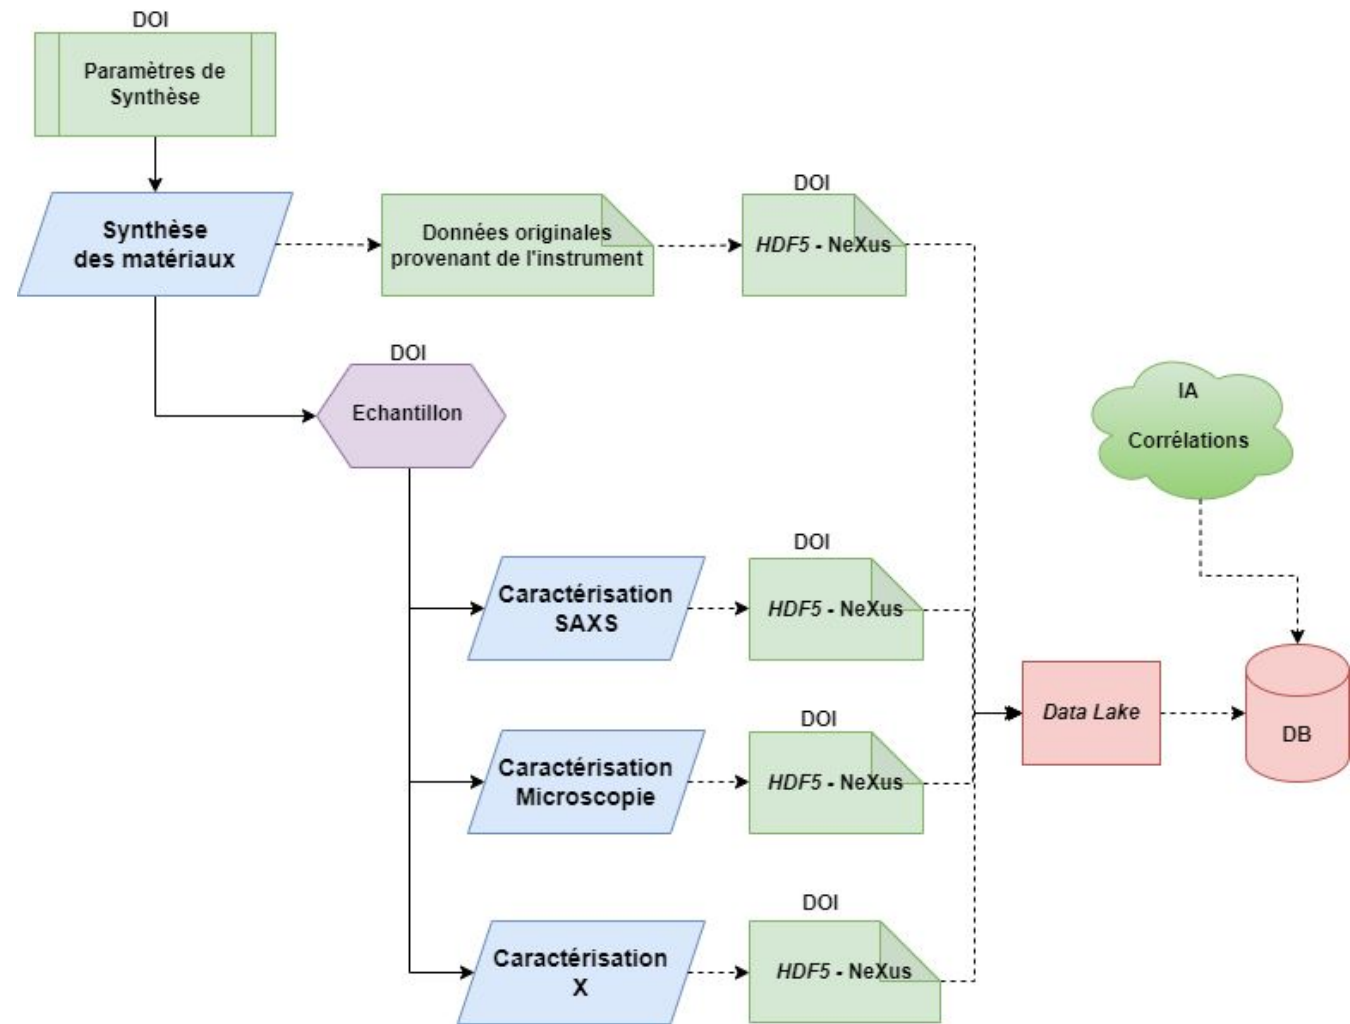 DOI
Paramètres de
Synthèse
Synthèse
des matériaux
Données originales
provenant de l'instrument
DOI
HDF5 - NeXus
DOI
Echantillon
IA
Corrélations
DOI
Caractérisation
SAXS
HDF5 - NeXus
DOI
Caractérisation
Microscopie
HDF5 - NeXus
Data Lake
DB
DOI
Caractérisation
X
HDF5 - NeXus